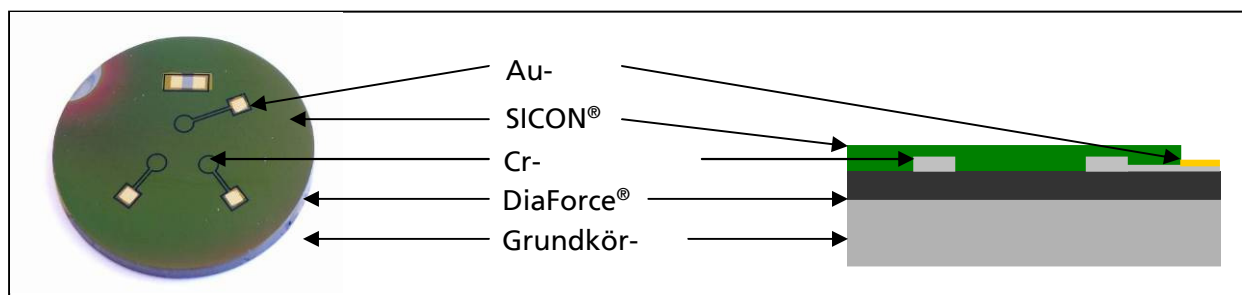 Au-
SICON®
Cr-
DiaForce®
Grundkör-